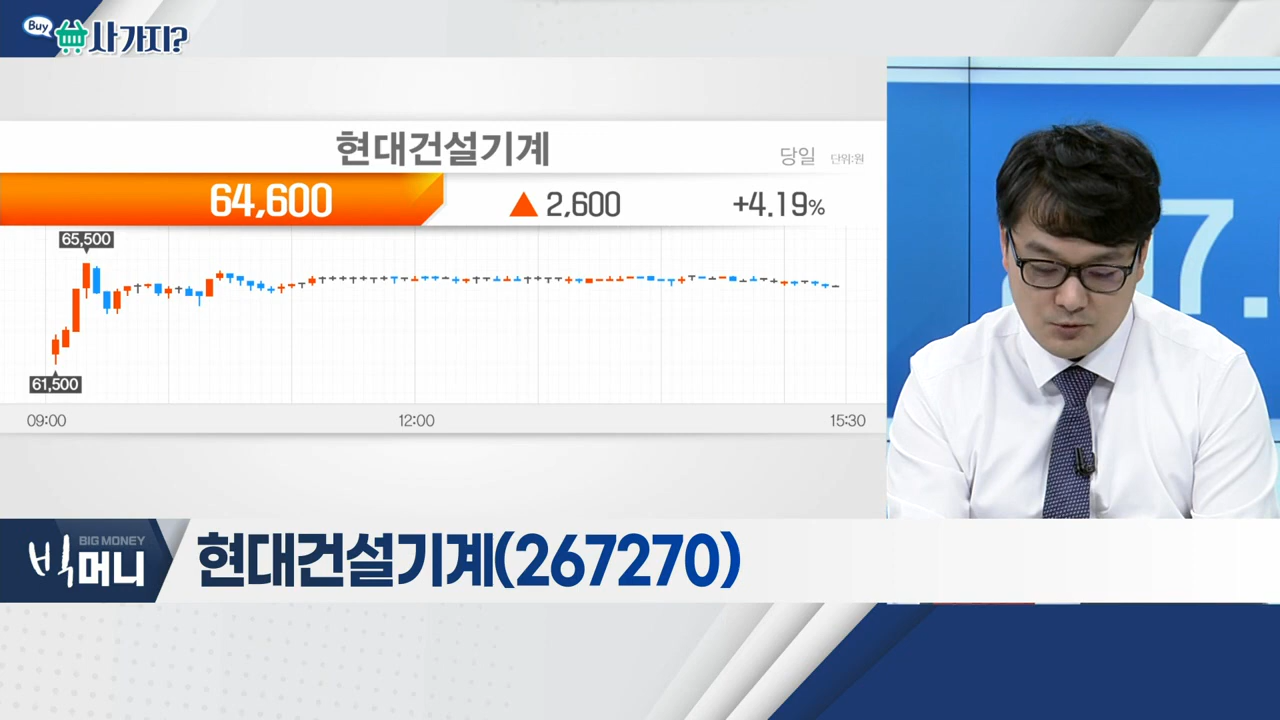 Buy 사가지?
현대건설기계
당일 단위:원
64,600 ▲ 2,600 +4.19%
65,500
61,500
09:00 12:00 15:30
7.
BIG MONEY
빅머니
현대건설기계(267270)